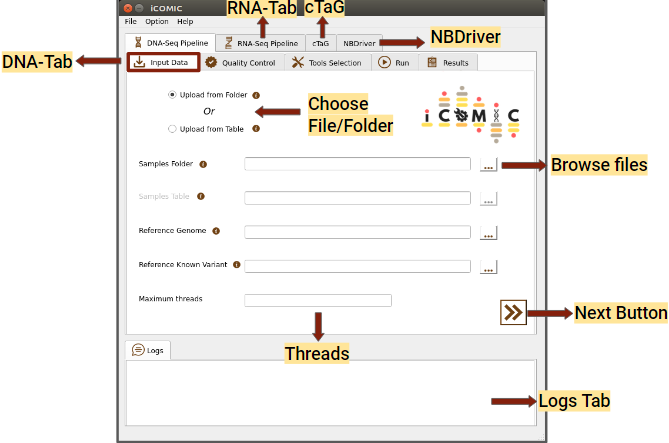 iCOMIC
RNA-Tab
cTaG
File Option Help
DNA-Seq Pipeline
RNA-Seq Pipeline
cTaG
NBDriver
NBDriver
DNA-Tab
Input Data
Quality Control
Tools Selection
Run
Results
Upload from Folder
Or
Upload from Table
Choose
File/Folder
iCOMIC
Samples Folder
...
Browse files
Samples Table
...
Reference Genome
...
Reference Known Variant
...
Maximum threads
Next Button
Threads
Logs
Logs Tab